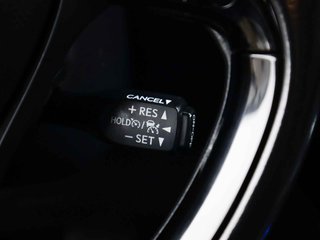 CANCEL▼
+ RES ▲
HOLD / ◄
− SET ▼